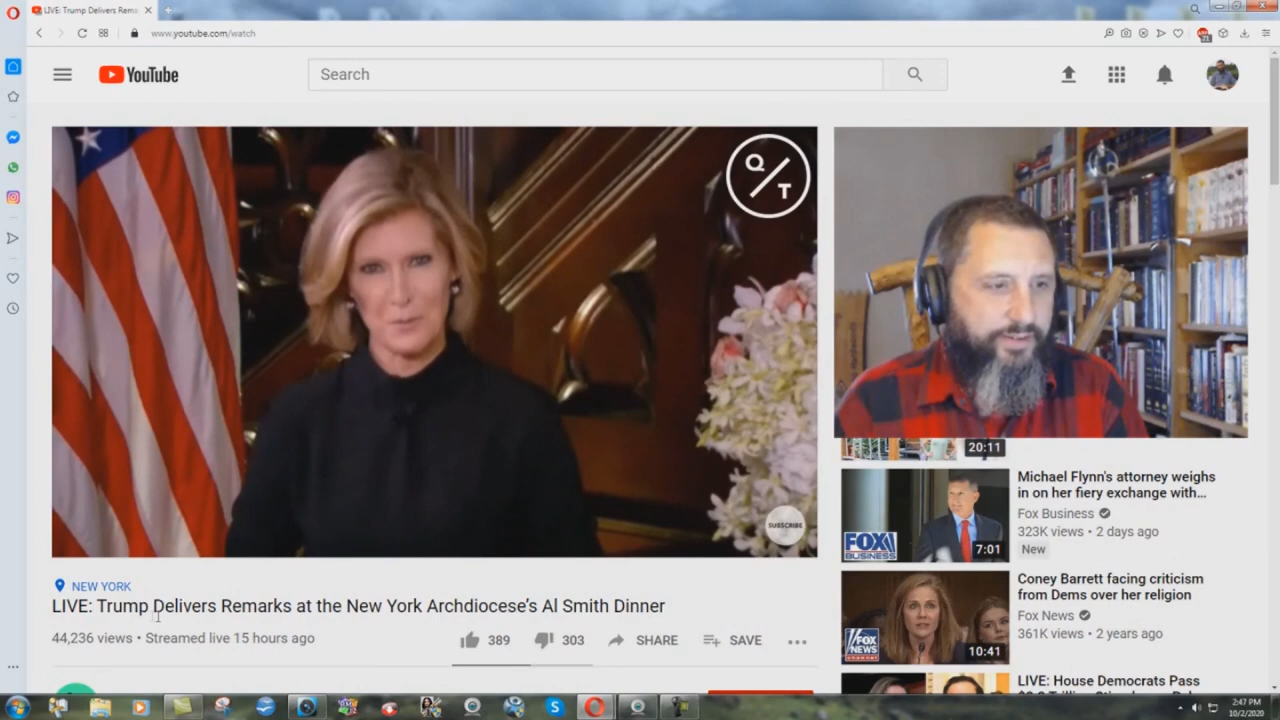 LIVE: Trump Delivers Rema
www.youtube.com/watch
YouTube
Search
Q
T
SUBSCRIBE
20:11
Michael Flynn's attorney weighs
in on her fiery exchange with...
Fox Business
323K views • 2 days ago
New
FOX
BUSINESS
7:01
NEW YORK
LIVE: Trump Delivers Remarks at the New York Archdiocese's Al Smith Dinner
44,236 views • Streamed live 15 hours ago
389
303
SHARE
SAVE
Coney Barrett facing criticism
from Dems over her religion
Fox News
361K views • 2 years ago
FOX
NEWS
10:41
LIVE: House Democrats Pass
2:47 PM
10/2/2020